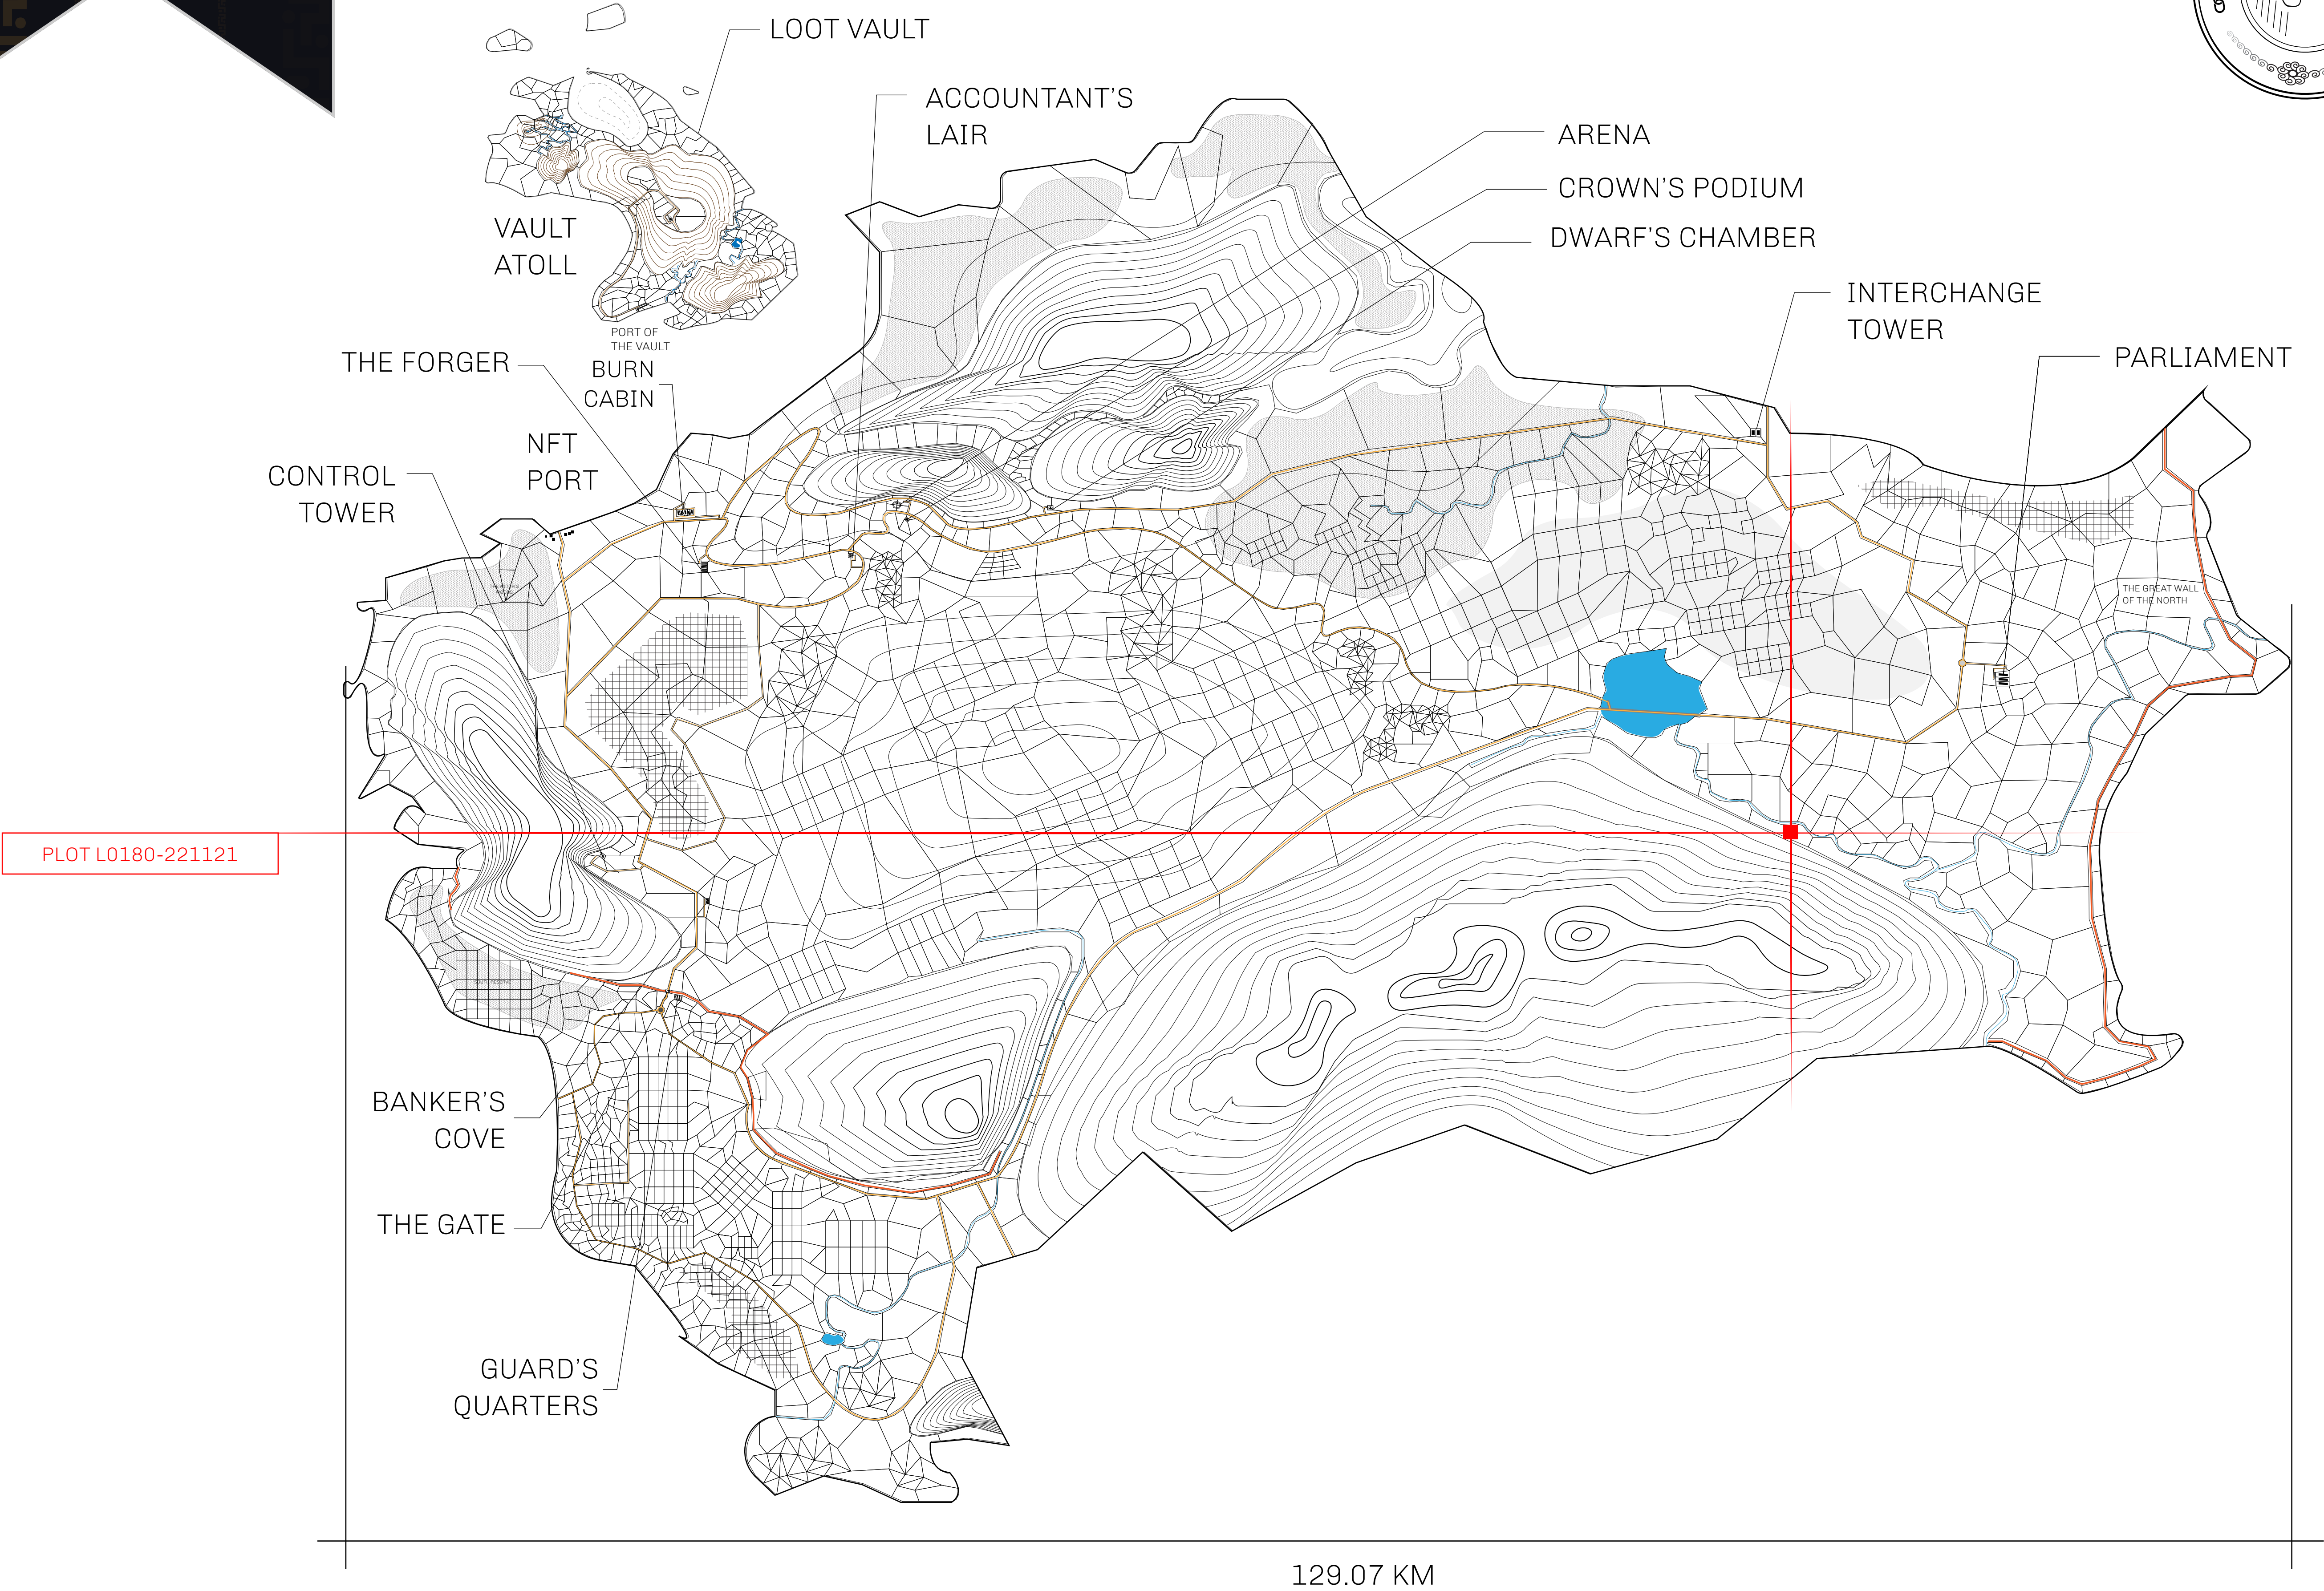 LOOT VAULT
ACCOUNTANT'S
LAIR
ARENA
CROWN'S PODIUM
DWARF'S CHAMBER
VAULT
ATOLL
INTERCHANGE
TOWER
PORT OF
THE VAULT
PARLIAMENT
THE FORGER
BURN
CABIN
NFT
PORT
CONTROL
TOWER
THE GREAT WALL
OF THE NORTH
PLOT L0180-221121
SOUTH RESERVE
BANKER'S
COVE
THE GATE
GUARD'S
QUARTERS
129.07 KM